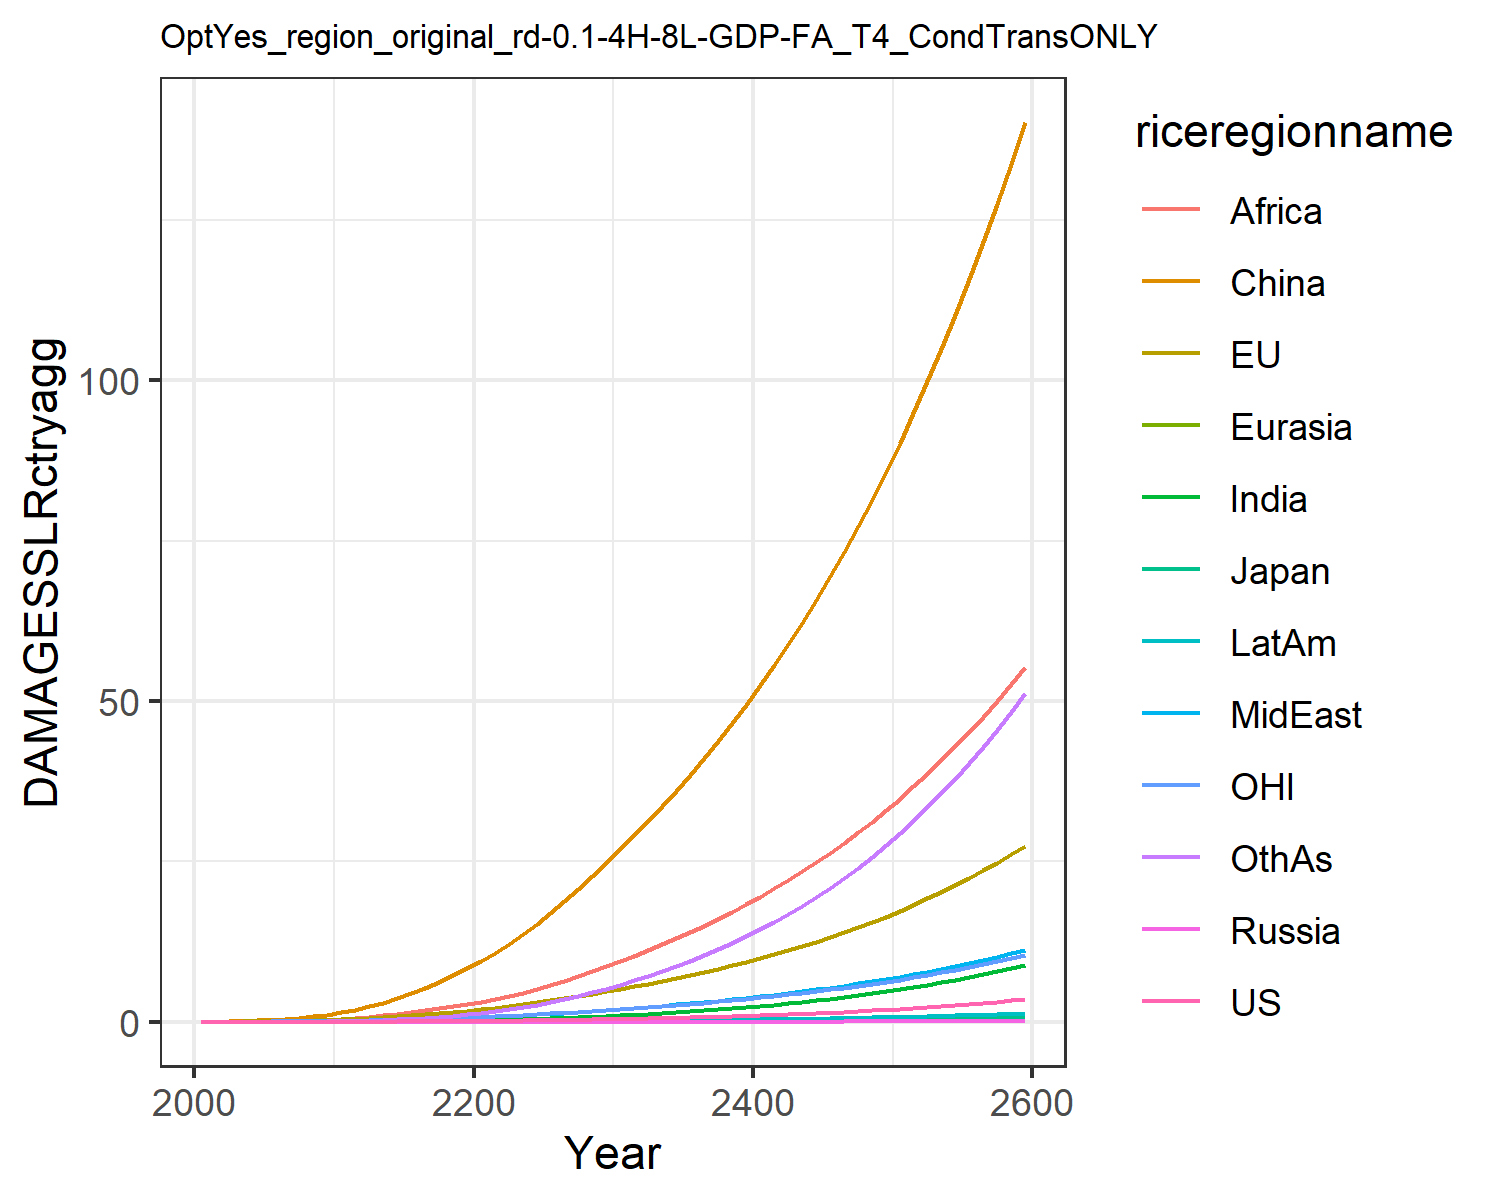 OptYes_region_original_rd-0.1-4H-8L-GDP-FA_T4_CondTransONLY
DAMAGESSLRctryagg
100
50
0
2000
2200
2400
2600
Year
riceregionname
Africa
China
EU
Eurasia
India
Japan
LatAm
MidEast
OHI
OthAs
Russia
US